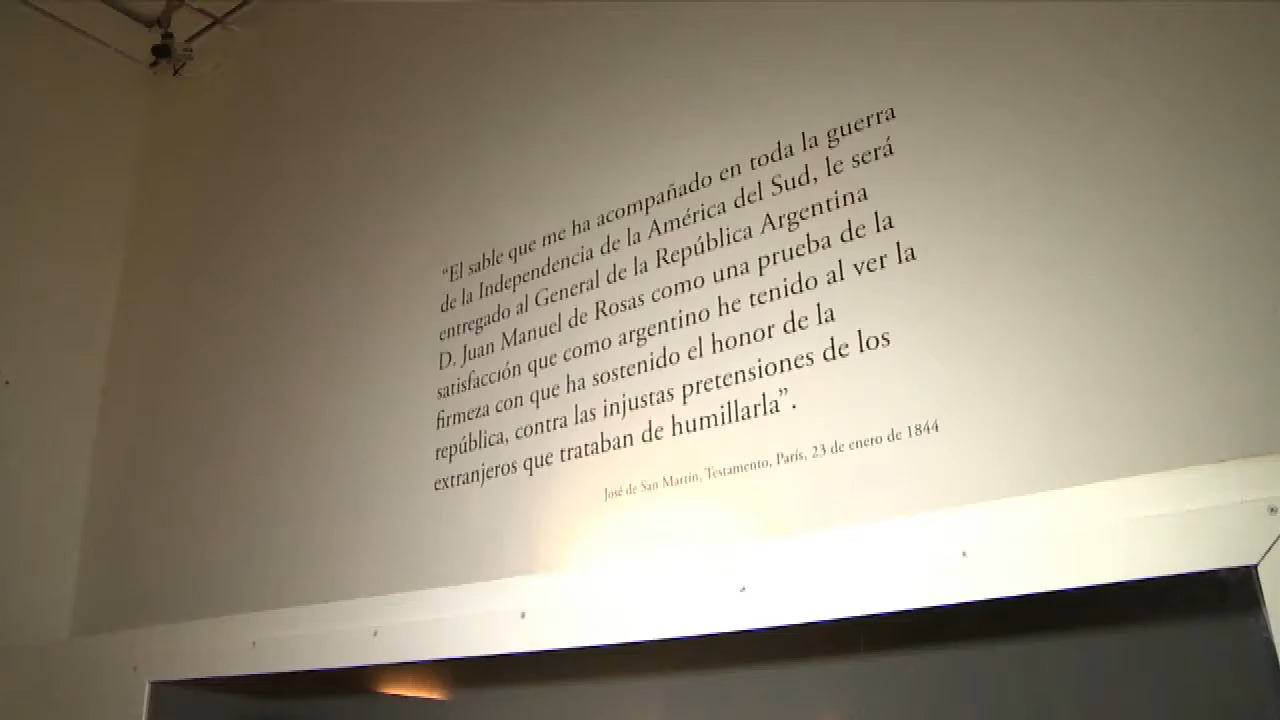 “El sable que me ha acompañado en toda la guerra
de la Independencia de la América del Sud, le será
entregado al General de la República Argentina
D. Juan Manuel de Rosas como una prueba de la
satisfacción que como argentino he tenido al ver la
firmeza con que ha sostenido el honor de la
república, contra las injustas pretensiones de los
extranjeros que trataban de humillarla”.
José de San Martín, Testamento, París, 23 de enero de 1844